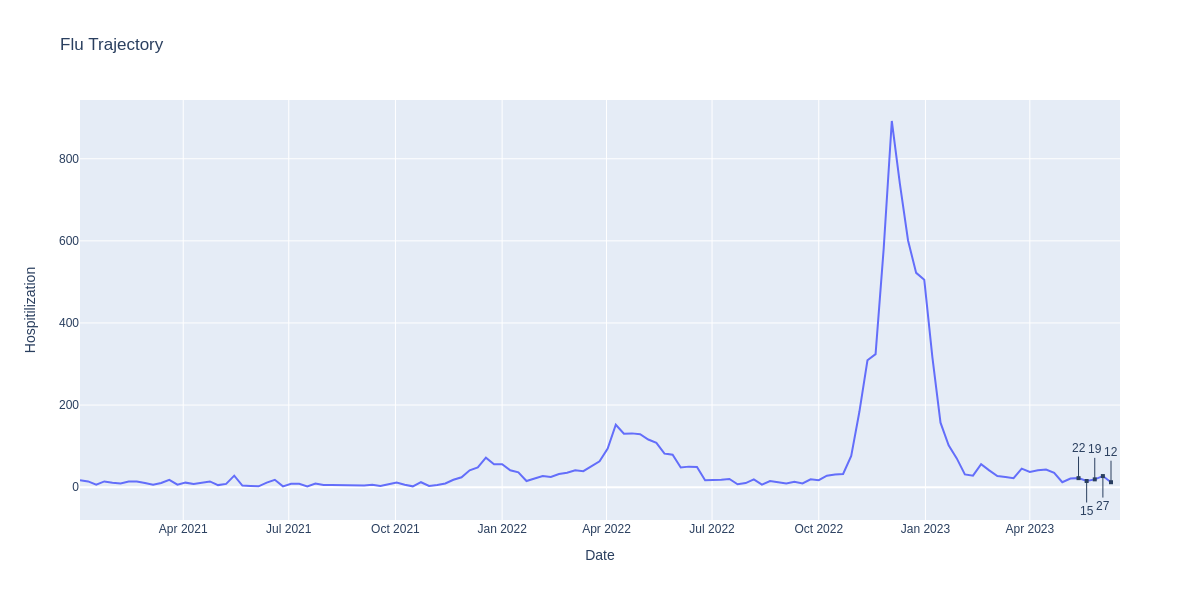 Flu Trajectory
Hospitilization
800
600
400
200
0
22 19 12
15 27
Apr 2021 Jul 2021 Oct 2021 Jan 2022 Apr 2022 Jul 2022 Oct 2022 Jan 2023 Apr 2023
Date